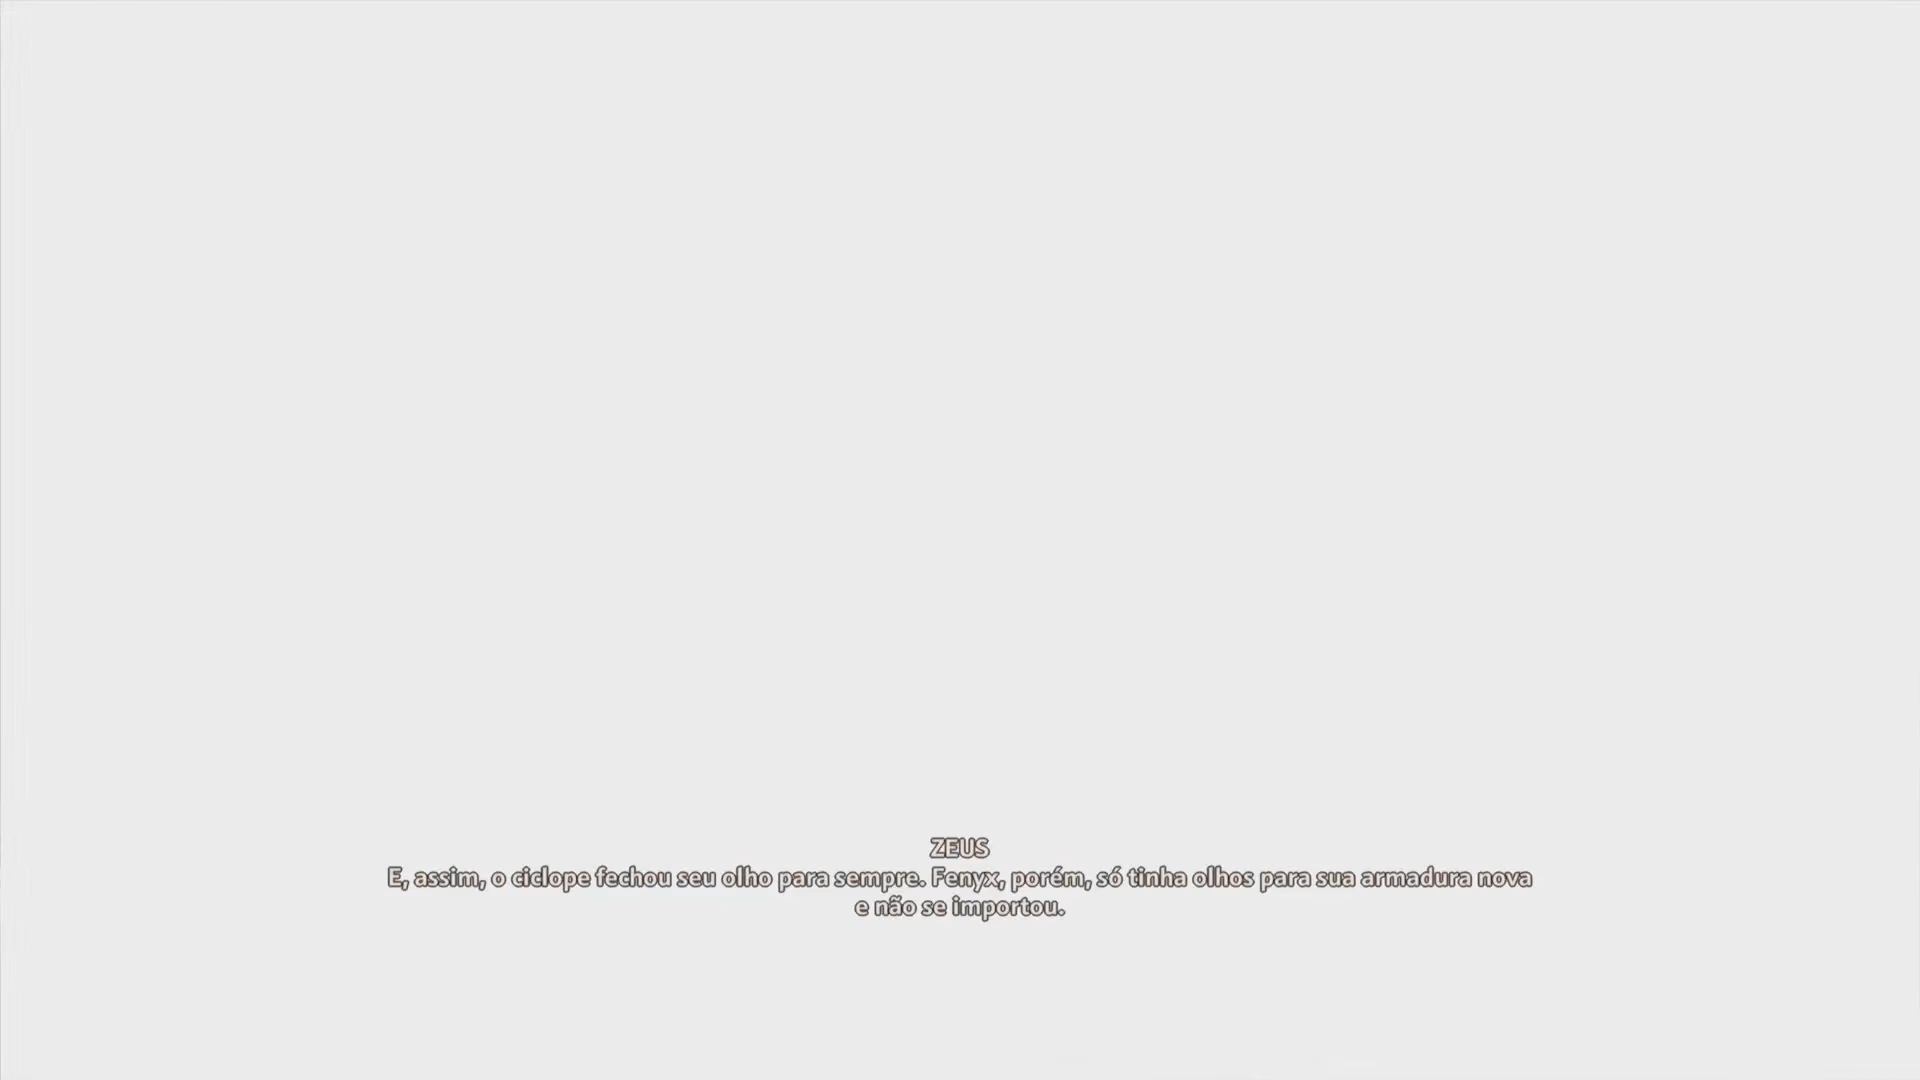 ZEUS
E, assim, o ciclope fechou seu olho para sempre. Fenyx, porém, só tinha olhos para sua armadura nova
e não se importou.